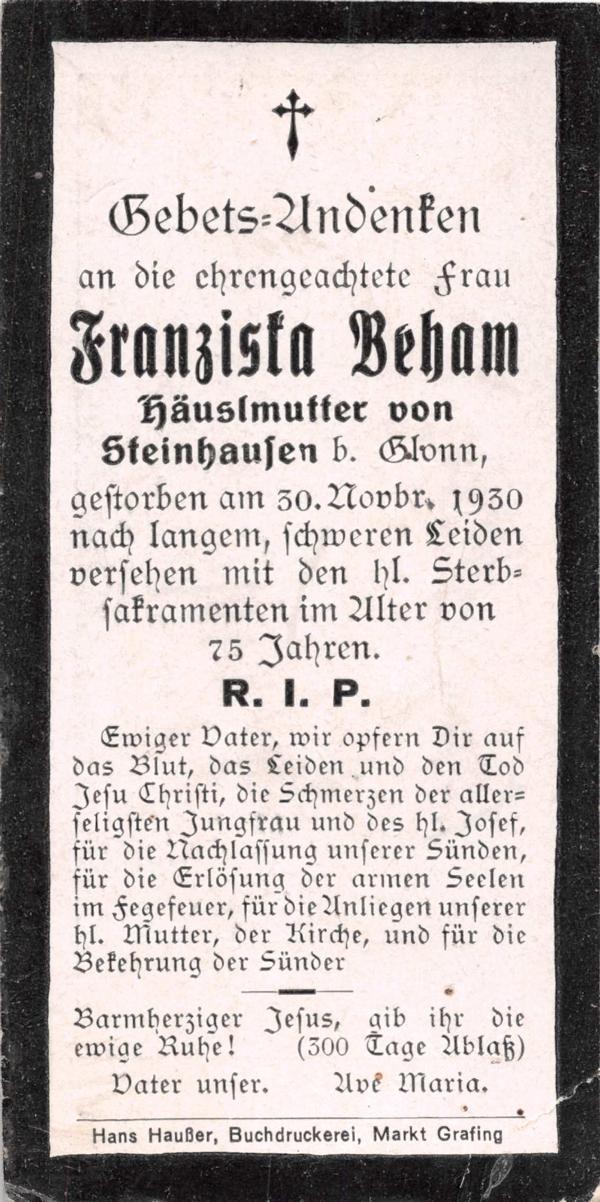 Gebets-Andenken
an die ehrengeachtete Frau
Franziska Beham
Häuslmutter von
Steinhausen b. Glonn,
gestorben am 30. Novbr. 1930
nach langem, schweren Leiden
versehen mit den hl. Sterb-
sakramenten im Alter von
75 Jahren.
R. I. P.
Ewiger Vater, wir opfern Dir auf
das Blut, das Leiden und den Tod
Jesu Christi, die Schmerzen der aller-
seligsten Jungfrau und des hl. Josef,
für die Nachlassung unserer Sünden,
für die Erlösung der armen Seelen
im Fegefeuer, für die Anliegen unserer
hl. Mutter, der Kirche, und für die
Bekehrung der Sünder
Barmherziger Jesus, gib ihr die
ewige Ruhe! (300 Tage Ablaß)
Vater unser. Ave Maria.
Hans Haußer, Buchdruckerei, Markt Grafing